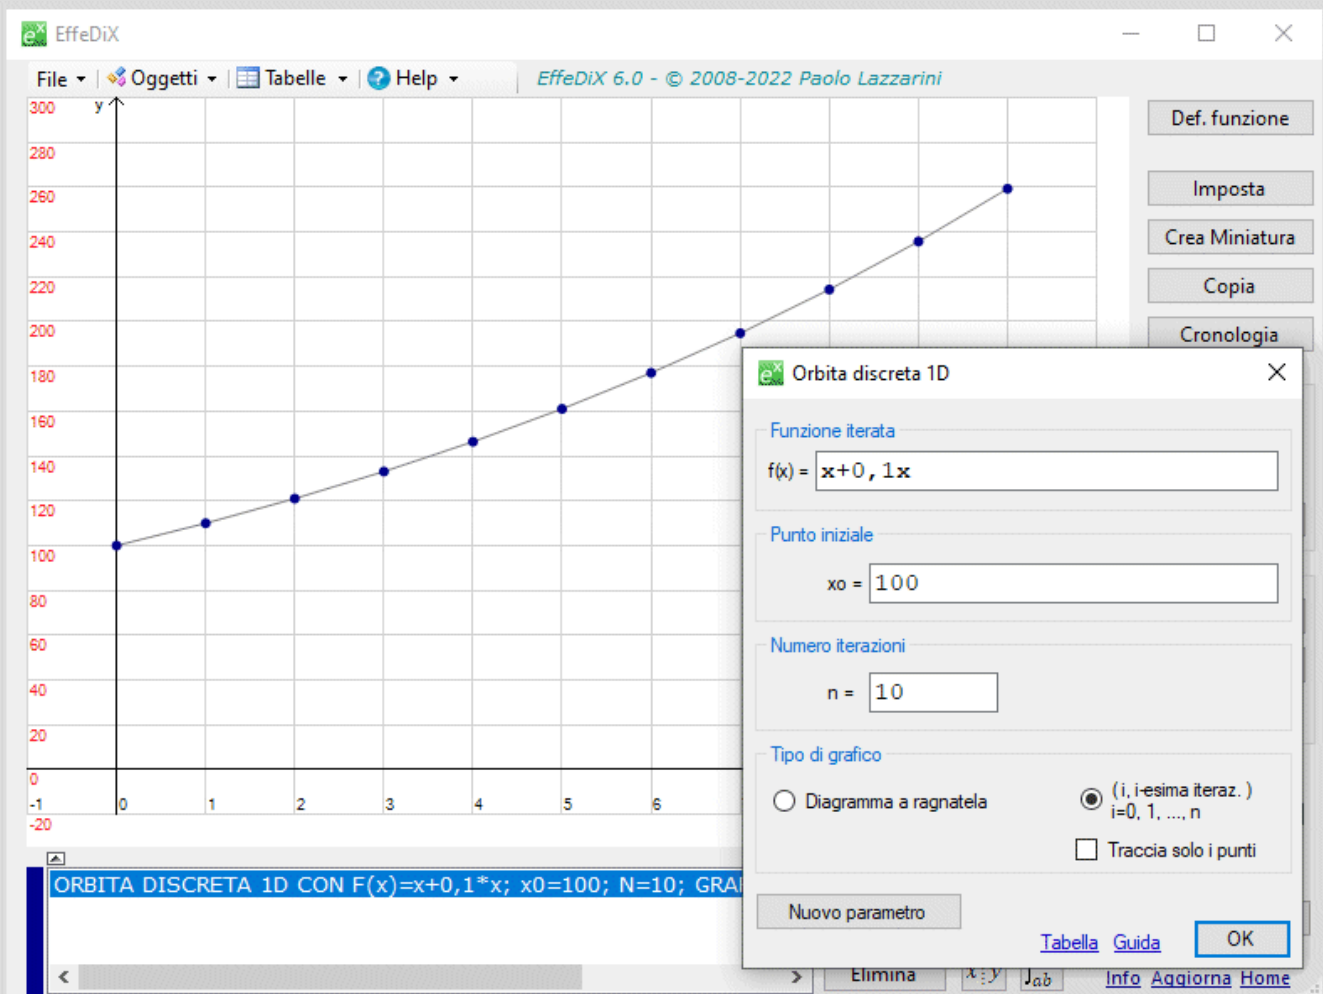 EffeDiX
File Oggetti Tabelle Help EffeDiX 6.0 - © 2008-2022 Paolo Lazzarini
y
300
280
260
240
220
200
180
160
140
120
100
80
60
40
20
0
-1 0 1 2 3 4 5 6
-20
Def. funzione
Imposta
Crea Miniatura
Copia
Cronologia
Orbita discreta 1D
Funzione iterata
f(x) = x+0,1x
Punto iniziale
xo = 100
Numero iterazioni
n = 10
Tipo di grafico
Diagramma a ragnatela
( i, i-esima iteraz. )
i=0, 1, ..., n
Traccia solo i punti
Nuovo parametro
Tabella Guida OK
ORBITA DISCRETA 1D CON F(x)=x+0,1*x; x0=100; N=10;
Elimina x y ab Info Aggiorna Home